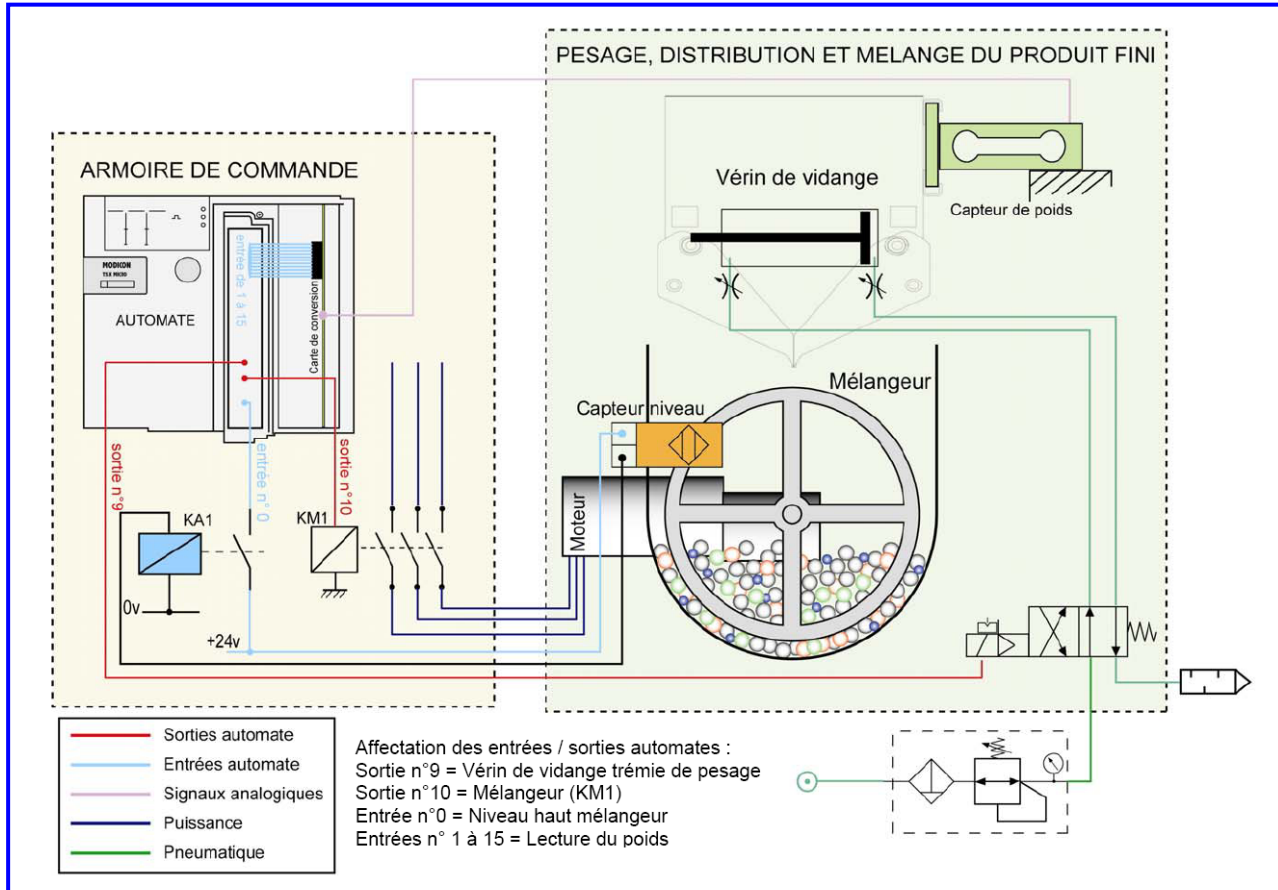 PESAGE, DISTRIBUTION ET MELANGE DU PRODUIT FINI
ARMOIRE DE COMMANDE
Vérin de vidange
Capteur de poids
MODICON
TSX MICRO
AUTOMATE
entrée de 1 à 15
Carte de conversion
Mélangeur
Capteur niveau
Moteur
sortie n°9
entrée n° 0
sortie n°10
KA1
KM1
0v
+24v
Sorties automate
Entrées automate
Signaux analogiques
Puissance
Pneumatique
Affectation des entrées / sorties automates :
Sortie n°9 = Vérin de vidange trémie de pesage
Sortie n°10 = Mélangeur (KM1)
Entrée n°0 = Niveau haut mélangeur
Entrées n° 1 à 15 = Lecture du poids